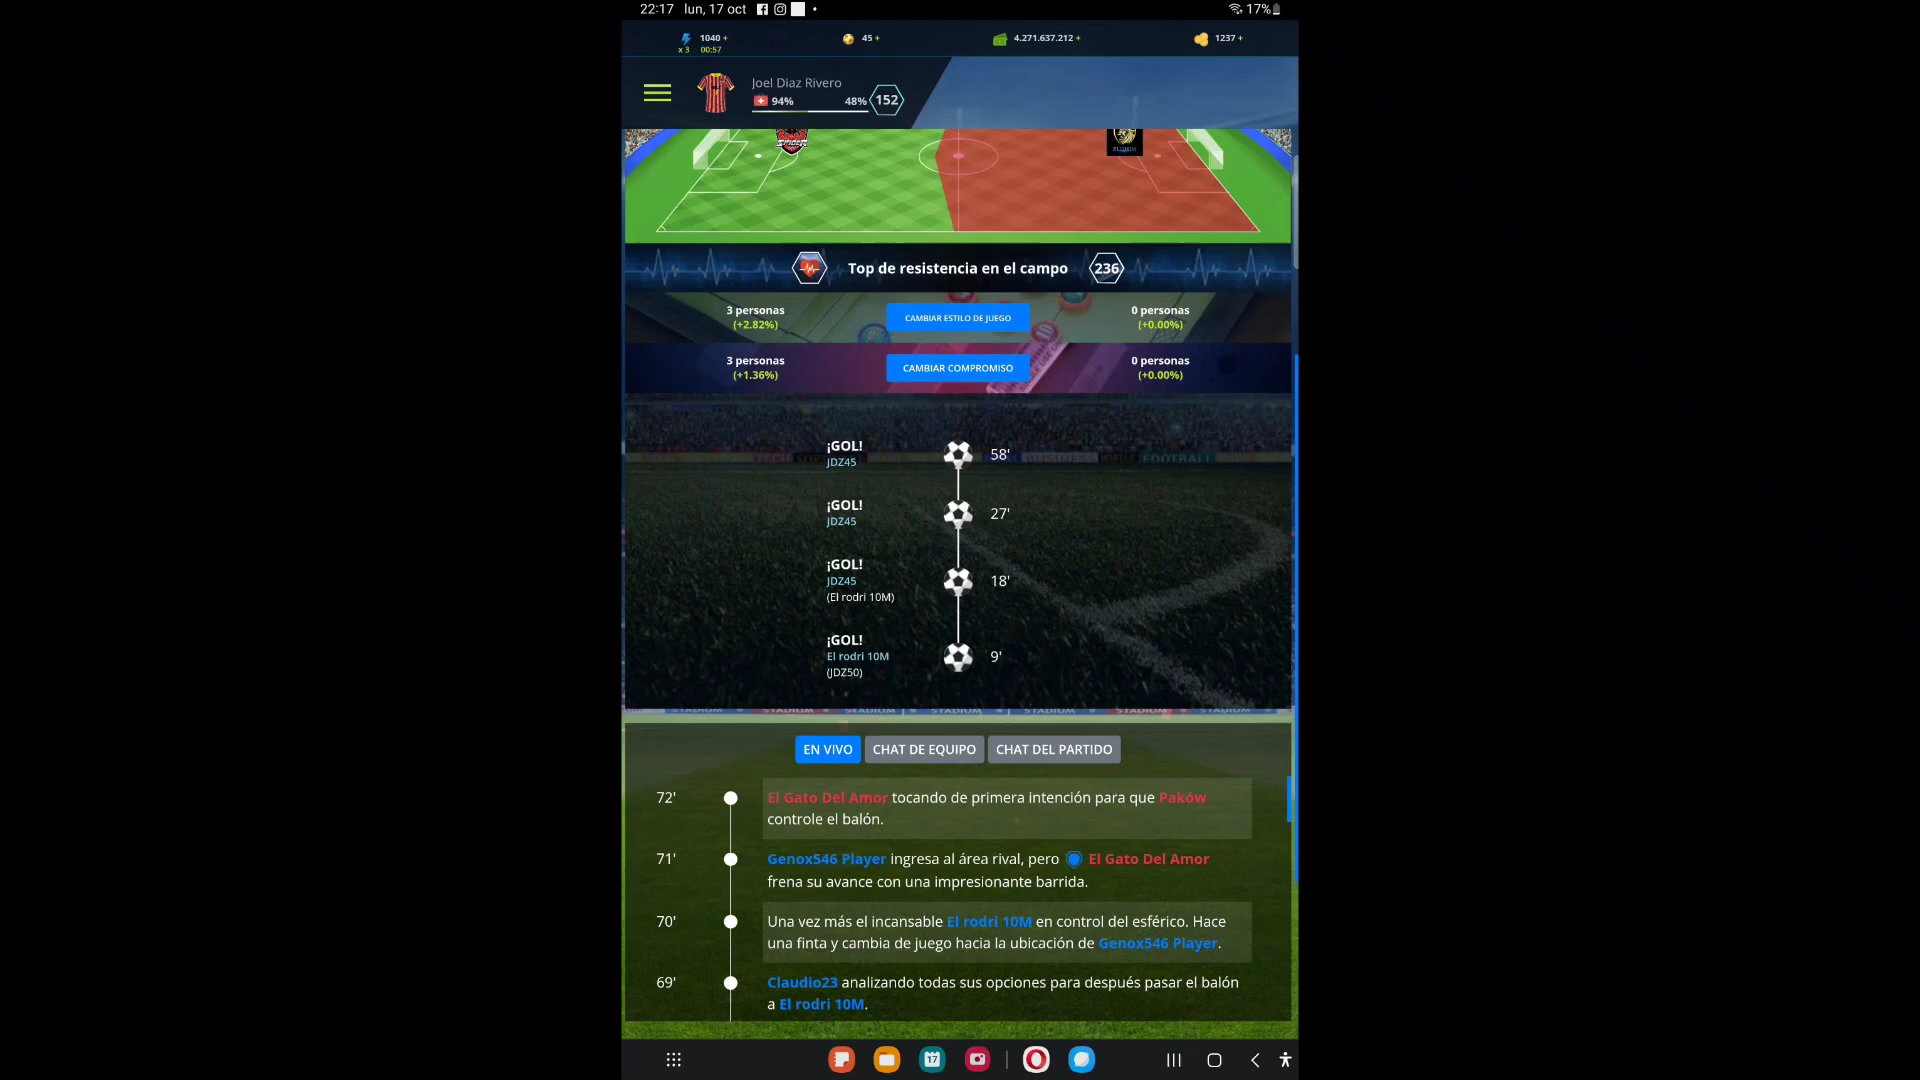 22:17 lun, 17 oct
17%
1040 +
x 3 00:57
45 +
4.271.637.212 +
1237 +
Joel Diaz Rivero
94% 48% 152
Top de resistencia en el campo 236
3 personas
(+2.82%)
CAMBIAR ESTILO DE JUEGO
0 personas
(+0.00%)
3 personas
(+1.36%)
CAMBIAR COMPROMISO
0 personas
(+0.00%)
¡GOL!
JDZ45
58'
¡GOL!
JDZ45
27'
¡GOL!
JDZ45
(El rodri 10M)
18'
¡GOL!
El rodri 10M
(JDZ50)
9'
EN VIVO CHAT DE EQUIPO CHAT DEL PARTIDO
72' El Gato Del Amor tocando de primera intención para que Paków
controle el balón.
71' Genox546 Player ingresa al área rival, pero El Gato Del Amor
frena su avance con una impresionante barrida.
70' Una vez más el incansable El rodri 10M en control del esférico. Hace
una finta y cambia de juego hacia la ubicación de Genox546 Player.
69' Claudio23 analizando todas sus opciones para después pasar el balón
a El rodri 10M.
17